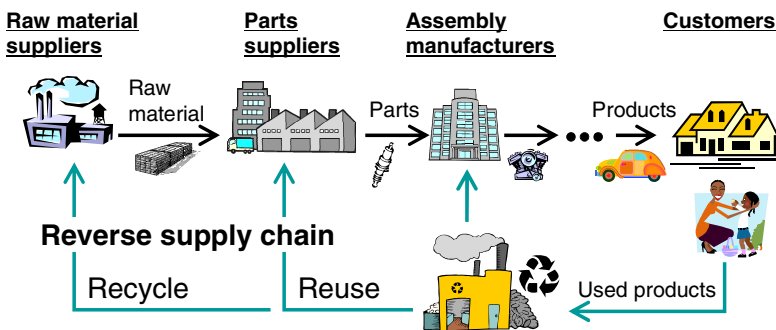 Raw material
suppliers
Parts
suppliers
Assembly
manufacturers
Customers
Raw
material
Parts
Products
Reverse supply chain
Recycle
Reuse
Used products